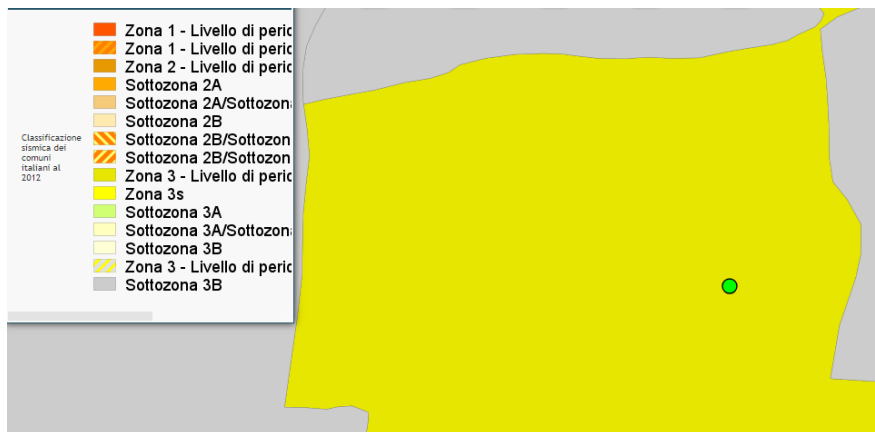 Zona 1 - Livello di peric
Zona 1 - Livello di peric
Zona 2 - Livello di peric
Sottozona 2A
Sottozona 2A/Sottozon
Sottozona 2B
Sottozona 2B/Sottozon
Sottozona 2B/Sottozon
Zona 3 - Livello di peric
Zona 3s
Sottozona 3A
Sottozona 3A/Sottozon
Sottozona 3B
Zona 3 - Livello di peric
Sottozona 3B
Classificazione
sismica dei
comuni
italiani al
2012